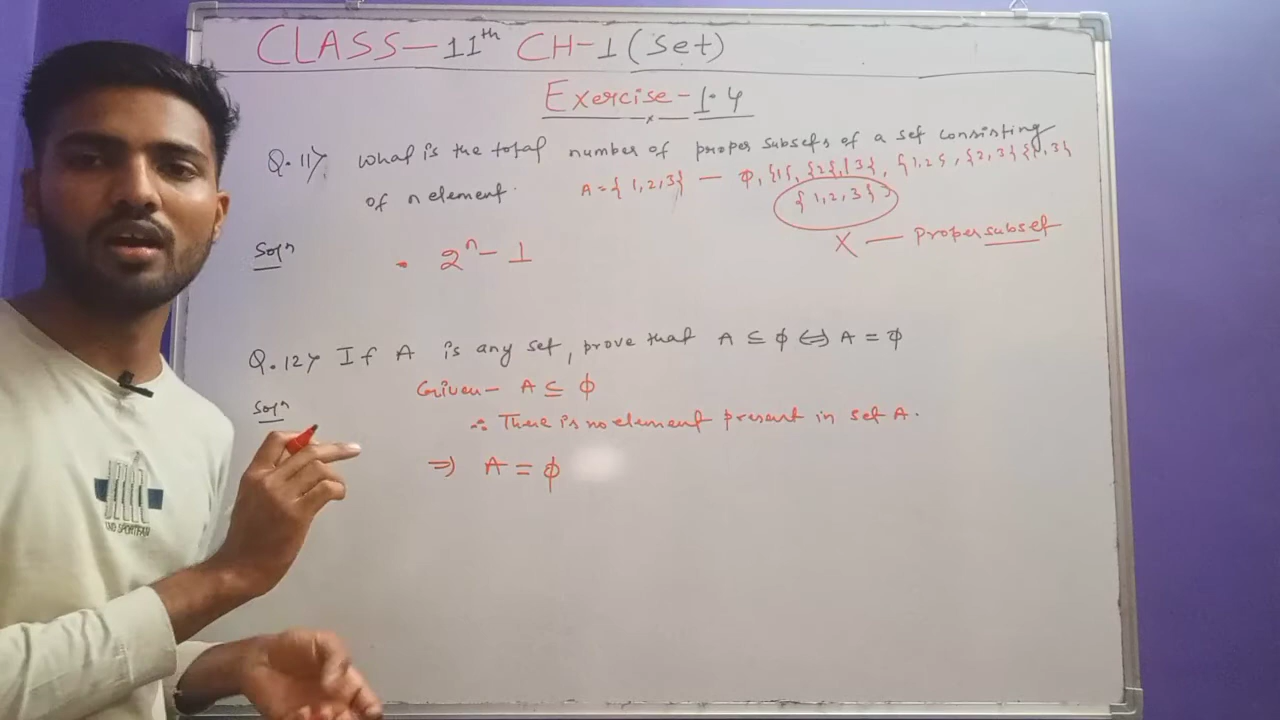 CLASS-11th CH-1 (Set)
Exercise-1.4
Q.11) What is the total number of proper subsets of a set consisting
of n element. A = {1,2,3} — ϕ, {1}, {2}, {3}, {1,2}, {2,3} {1,3}
{1,2,3}}
X — Proper subset
Solⁿ
• 2ⁿ - 1
Q.12) If A is any set, prove that A ⊆ ϕ ⇔ A = ϕ
Solⁿ
Given - A ⊆ ϕ
∴ There is no element present in set A.
⇒ A = ϕ